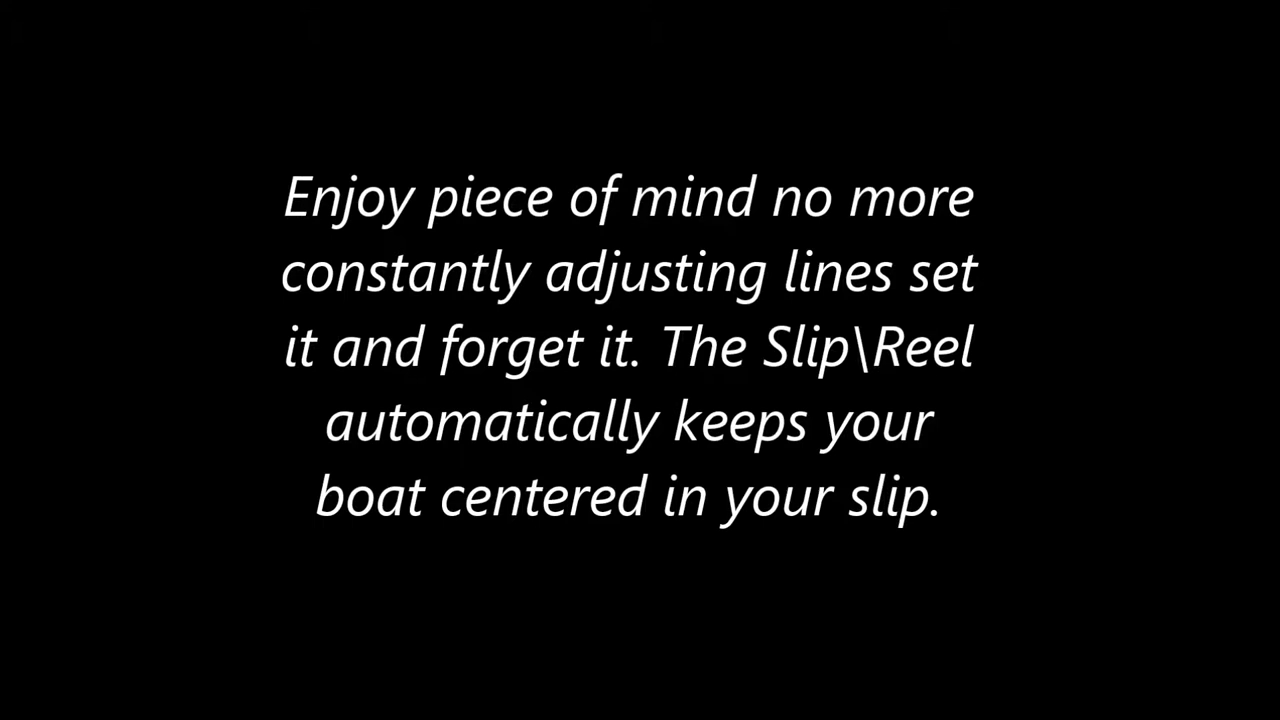 Enjoy piece of mind no more
constantly adjusting lines set
it and forget it. The Slip\Reel
automatically keeps your
boat centered in your slip.